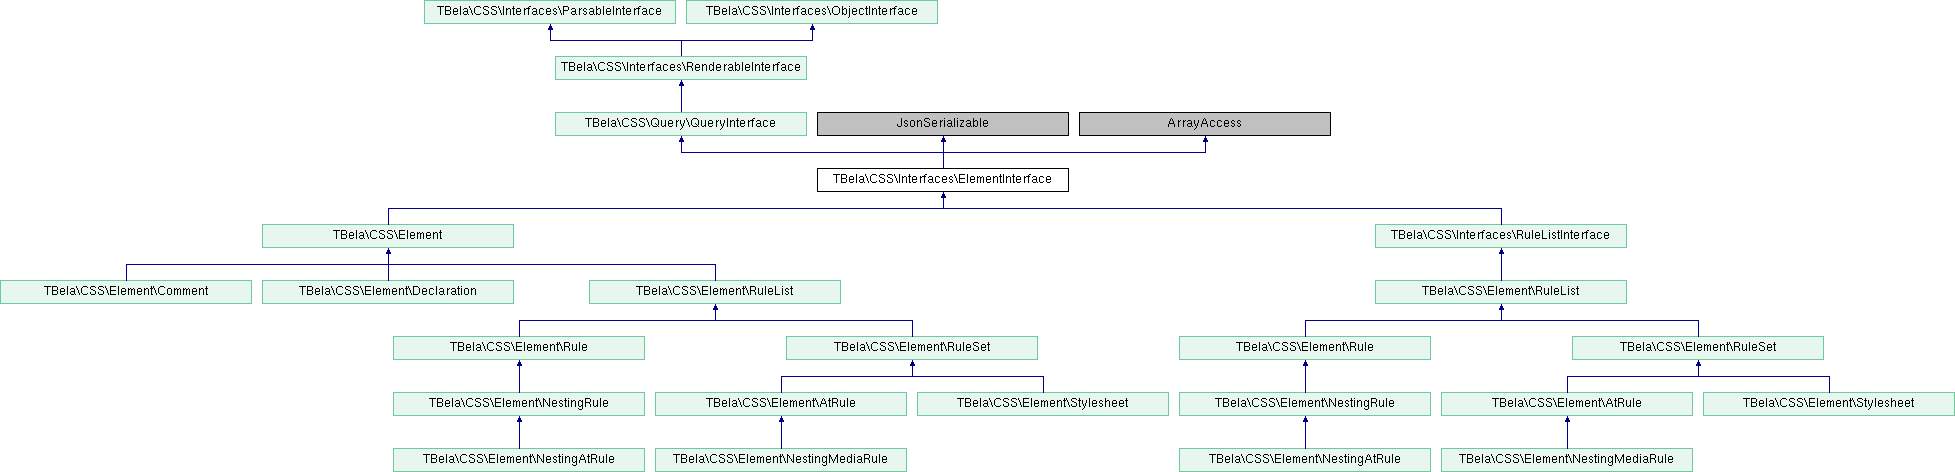 TBela\CSS\Interfaces\ParsableInterface
TBela\CSS\Interfaces\ObjectInterface
TBela\CSS\Interfaces\RenderableInterface
TBela\CSS\Query\QueryInterface
JsonSerializable
ArrayAccess
TBela\CSS\Interfaces\ElementInterface
TBela\CSS\Element
TBela\CSS\Interfaces\RuleListInterface
TBela\CSS\Element\Comment
TBela\CSS\Element\Declaration
TBela\CSS\Element\RuleList
TBela\CSS\Element\RuleList
TBela\CSS\Element\Rule
TBela\CSS\Element\RuleSet
TBela\CSS\Element\Rule
TBela\CSS\Element\RuleSet
TBela\CSS\Element\NestingRule
TBela\CSS\Element\AtRule
TBela\CSS\Element\Stylesheet
TBela\CSS\Element\NestingRule
TBela\CSS\Element\AtRule
TBela\CSS\Element\Stylesheet
TBela\CSS\Element\NestingAtRule
TBela\CSS\Element\NestingMediaRule
TBela\CSS\Element\NestingAtRule
TBela\CSS\Element\NestingMediaRule